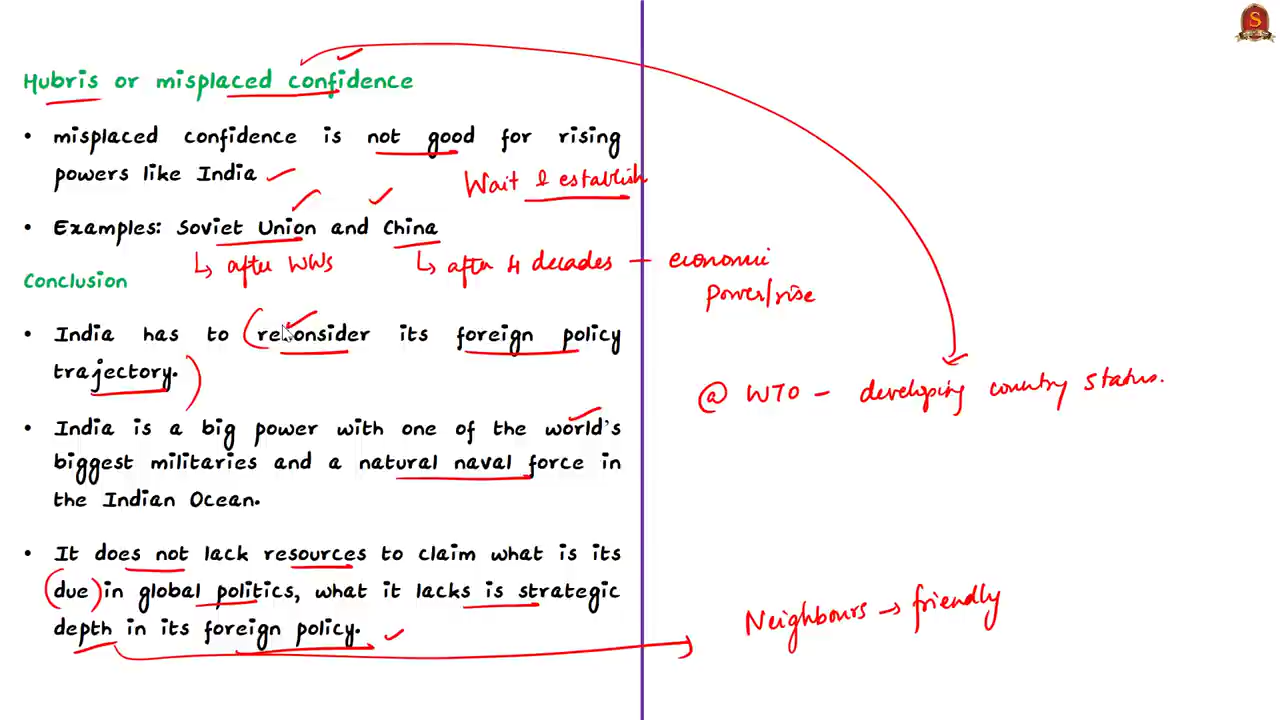 Hubris or misplaced confidence
• misplaced confidence is not good for rising
powers like India
Wait & establish
• Examples: Soviet Union and China
↳ after WWs
↳ after 4 decades — economic
power/rise
Conclusion
• India has to (reconsider its foreign policy
trajectory.)
@ WTO - developing country status.
• India is a big power with one of the world's
biggest militaries and a natural naval force in
the Indian Ocean.
• It does not lack resources to claim what is its
(due) in global politics, what it lacks is strategic
depth in its foreign policy.
Neighbours → friendly
S